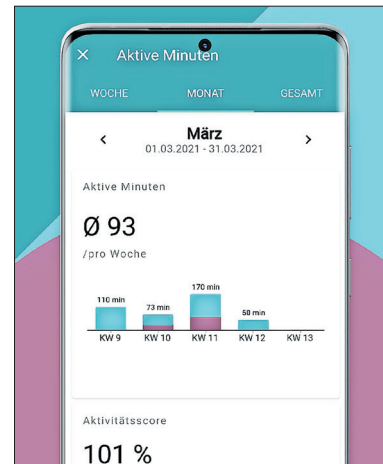 × Aktive Minuten
WOCHE MONAT GESAMT
< März >
01.03.2021 - 31.03.2021
Aktive Minuten
Ø 93
/pro Woche
110 min 73 min 170 min 50 min
KW 9 KW 10 KW 11 KW 12 KW 13
Aktivitätsscore
101 %